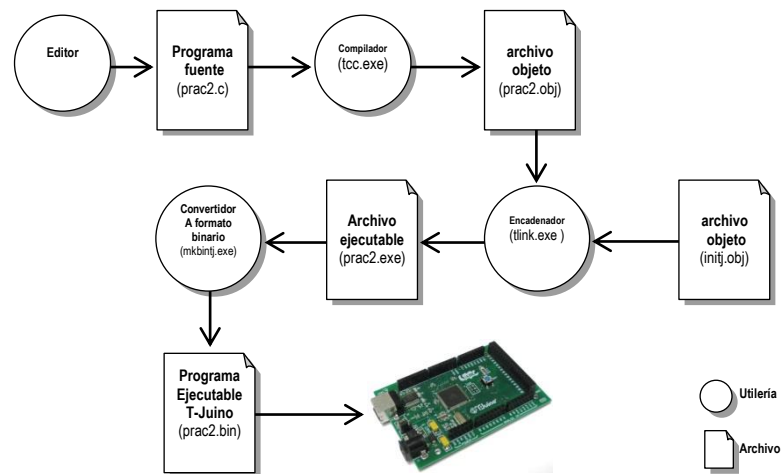 Editor
Programa
fuente
(prac2.c)
Compilador
(tcc.exe)
archivo
objeto
(prac2.obj)
Convertidor
A formato
binario
(mkbintj.exe)
Archivo
ejecutable
(prac2.exe)
Encadenador
(tlink.exe )
archivo
objeto
(initj.obj)
Programa
Ejecutable
T-Juino
(prac2.bin)
Utilería
Archivo